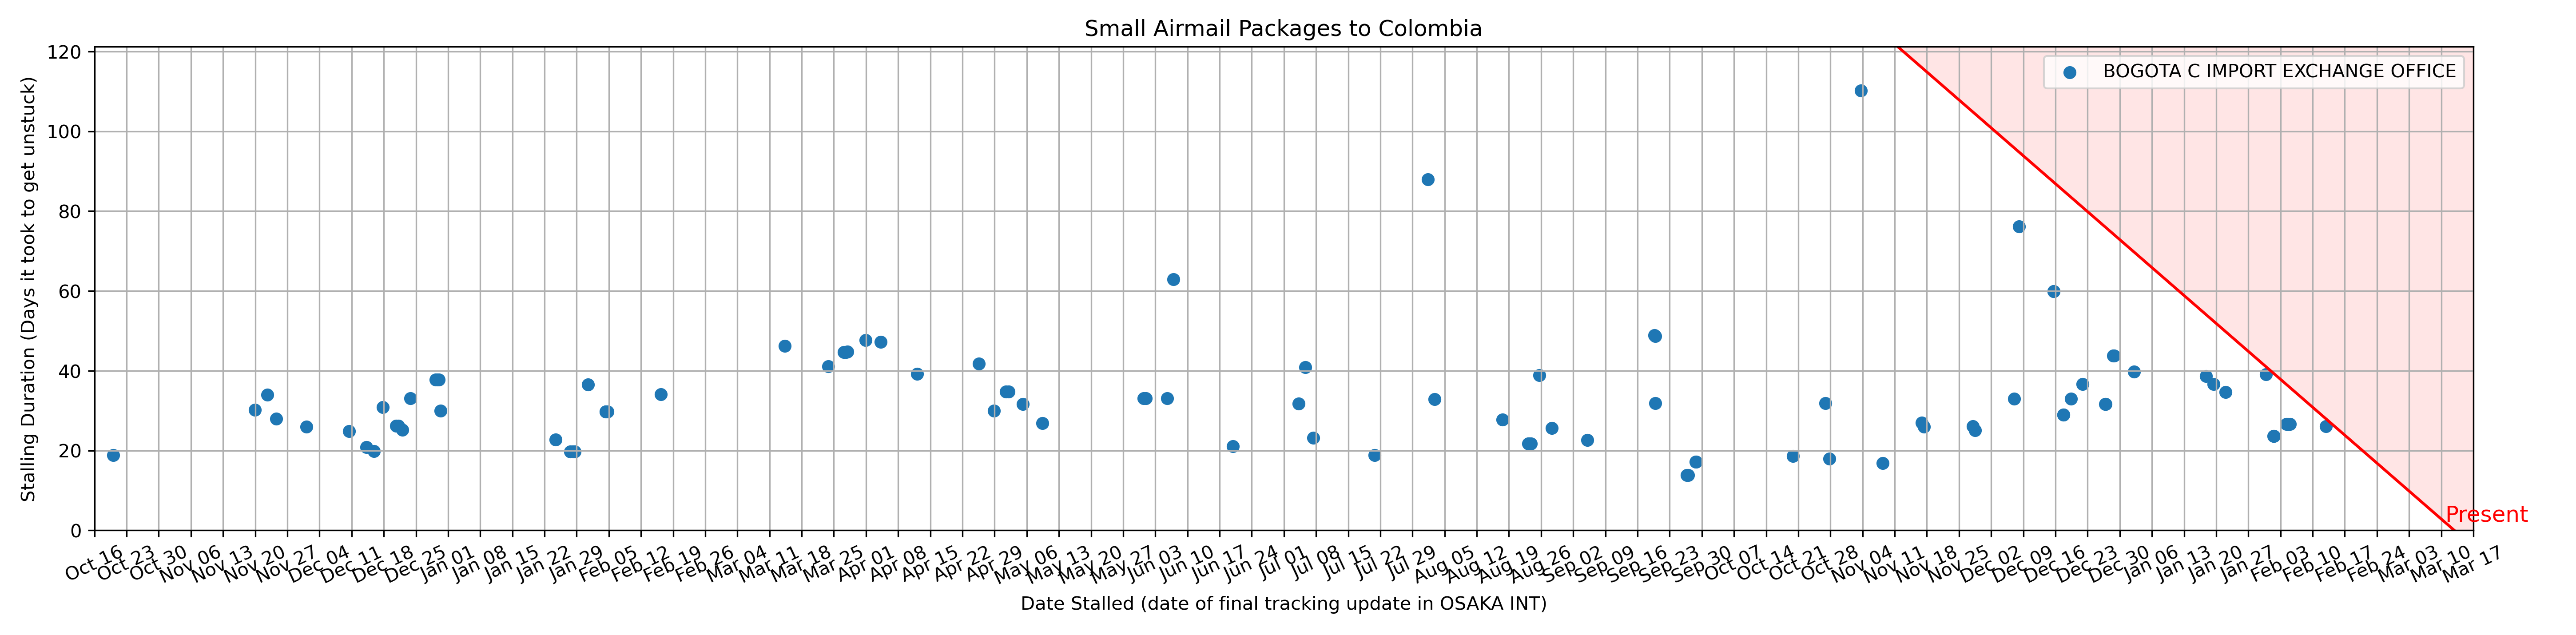 Small Airmail Packages to Colombia
BOGOTA C IMPORT EXCHANGE OFFICE
Stalling Duration (Days it took to get unstuck)
120
100
80
60
40
20
0
Present
Oct 16
Oct 23
Oct 30
Nov 06
Nov 13
Nov 20
Nov 27
Dec 04
Dec 11
Dec 18
Dec 25
Jan 01
Jan 08
Jan 15
Jan 22
Jan 29
Feb 05
Feb 12
Feb 19
Feb 26
Mar 04
Mar 11
Mar 18
Mar 25
Apr 01
Apr 08
Apr 15
Apr 22
Apr 29
May 06
May 13
May 20
May 27
Jun 03
Jun 10
Jun 17
Jun 24
Jul 01
Jul 08
Jul 15
Jul 22
Jul 29
Aug 05
Aug 12
Aug 19
Aug 26
Sep 02
Sep 09
Sep 16
Sep 23
Sep 30
Oct 07
Oct 14
Oct 21
Oct 28
Nov 04
Nov 11
Nov 18
Nov 25
Dec 02
Dec 09
Dec 16
Dec 23
Dec 30
Jan 06
Jan 13
Jan 20
Jan 27
Feb 03
Feb 10
Feb 17
Feb 24
Mar 03
Mar 10
Mar 17
Date Stalled (date of final tracking update in OSAKA INT)